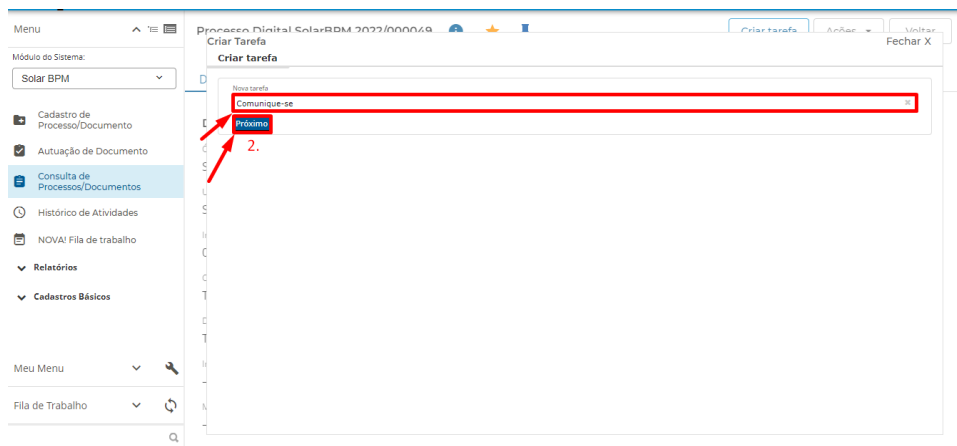 Menu
Módulo do Sistema:
Solar BPM
Cadastro de
Processo/Documento
Autuação de Documento
Consulta de
Processos/Documentos
Histórico de Atividades
NOVA! Fila de trabalho
Relatórios
Cadastros Básicos
Meu Menu
Fila de Trabalho
Processo Digital SolarBPM 2022/000049
Criar tarefa
Ações
Voltar
Criar Tarefa
Fechar X
Criar tarefa
Nova tarefa
Comunique-se
Próximo
2.